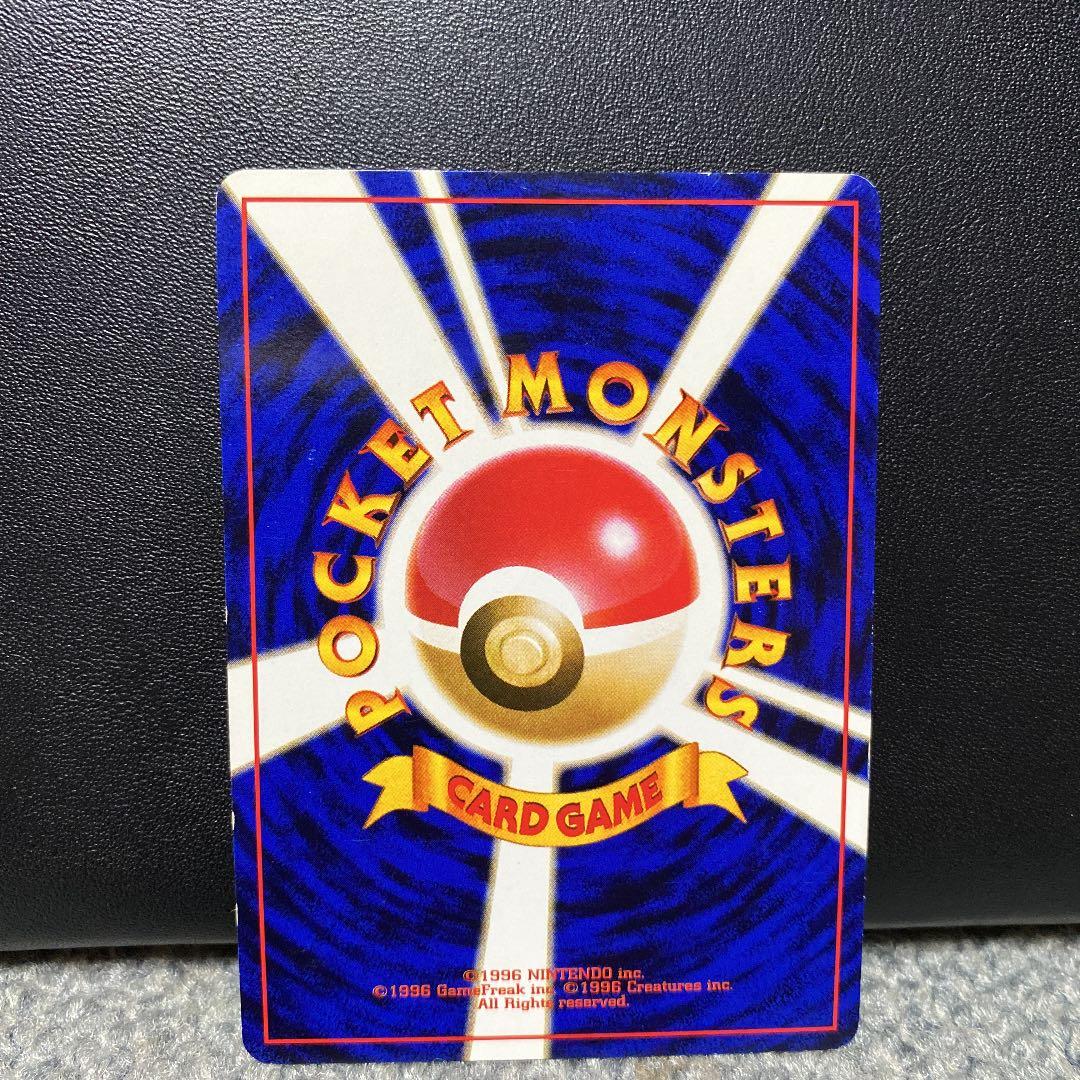 POCKET MONSTERS
CARD GAME
©1996 NINTENDO inc.
©1996 GameFreak inc. ©1996 Creatures inc.
All Rights reserved.